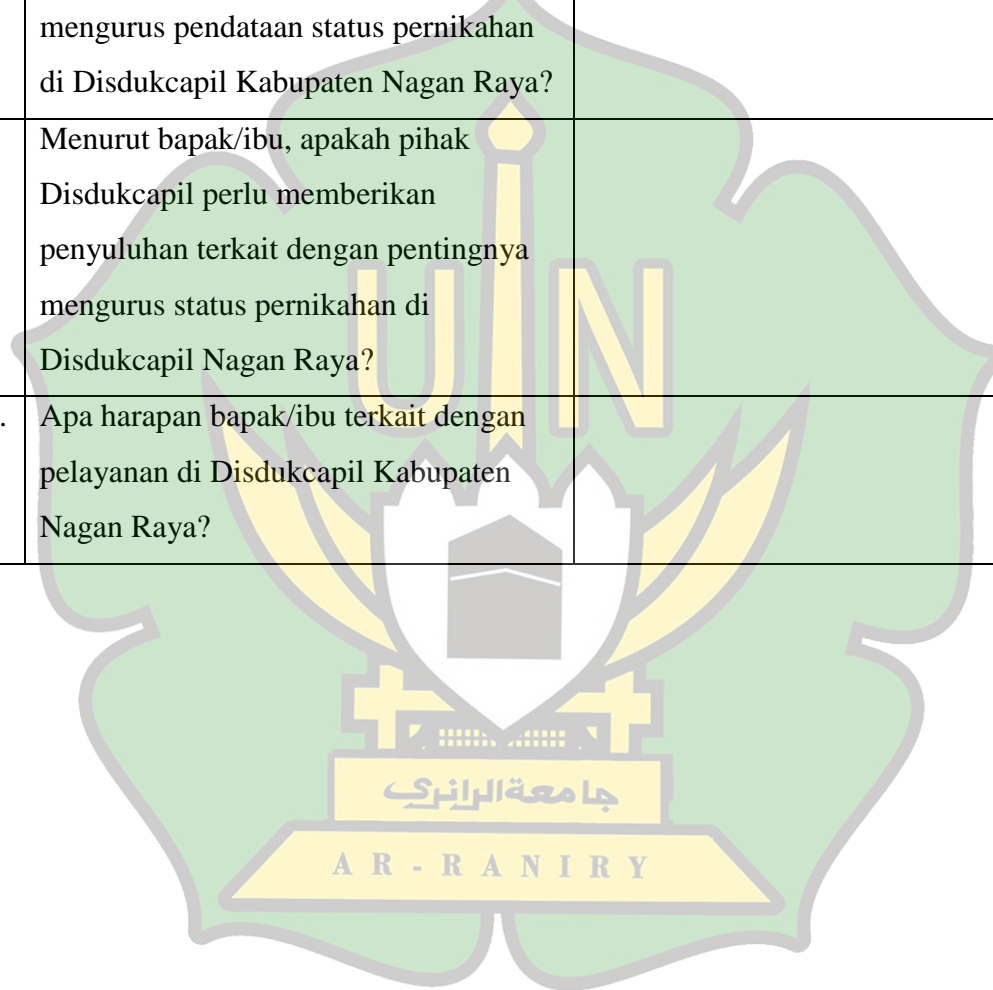 mengurus pendataan status pernikahan
di Disdukcapil Kabupaten Nagan Raya?
Menurut bapak/ibu, apakah pihak
Disdukcapil perlu memberikan
penyuluhan terkait dengan pentingnya
mengurus status pernikahan di
Disdukcapil Nagan Raya?
. Apa harapan bapak/ibu terkait dengan
pelayanan di Disdukcapil Kabupaten
Nagan Raya?
UIN
جامعةالرانري
AR-RANIRY